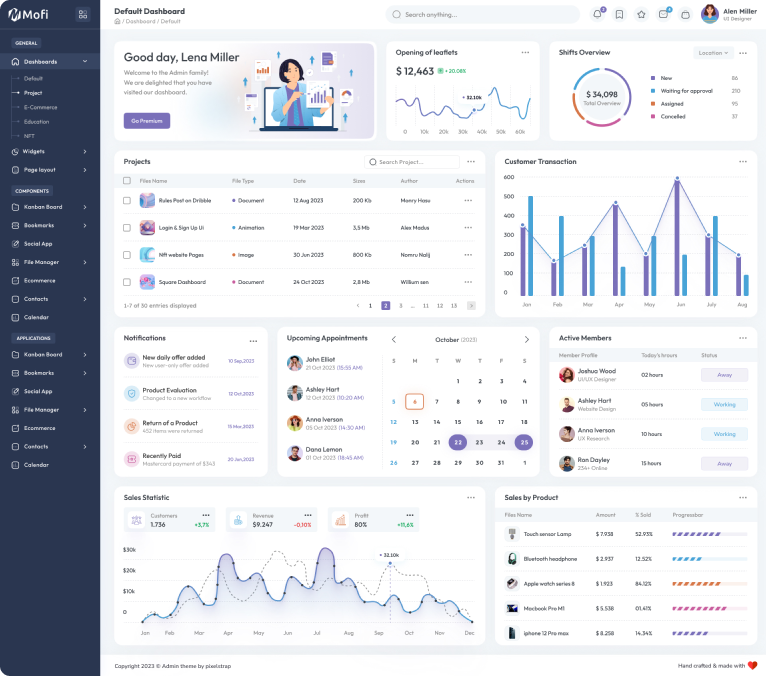 Mofi
GENERAL
Dashboards
Default
Project
E-Commerce
Education
NFT
Widgets
Page layout
COMPONENTS
Kanban Board
Bookmarks
Social App
File Manager
Ecommerce
Contacts
Calendar
APPLICATIONS
Kanban Board
Bookmarks
Social App
File Manager
Ecommerce
Contacts
Calendar
Default Dashboard
/ Dashboard / Default
Search anything...
Alen Miller
UI Designer
Good day, Lena Miller
Welcome to the Admin family!
We are delighted that you have
visited our dashboard.
Go Premium
Opening of leaflets
$ 12,463 + 20,08%
+ 32,10k
0 10k 20k 30k 40k 50k 60k
Shifts Overview
Location
$ 34,098
Total Overview
New 86
Waiting for approval 210
Assigned 95
Cancelled 37
Projects
Search Project...
Files Name File Type Date Sizes Author Actions
Rules Post on Dribble Document 12 Aug 2023 200 Kb
Login & Sign Up Ui Animation 19 Mar 2023 3,5 Mb Alex Modus
Nft website Pages Image 30 Jun 2023 800 Kb
Square Dashboard Document 24 Oct 2023 2,8 Mb
1-7 of 30 entries displayed
< 1 2 3 ... 11 12 13 >
Customer Transaction
600
500
400
300
200
100
0
Jan Feb Mar Apr May Jun July Aug
Notifications
New daily offer added
New user-only offer added
10 Sep,2023
Product Evaluation
Changed to a new workflow
12 Oct,2023
Return of a Product
452 items were returned
Recently Paid
Mastercard payment of $343
20 Jan,2023
Upcoming Appointments
John Elliot
21 Oct 2023 (15:55 AM)
Ashley Hart
12 Oct 2023 (10:20 AM)
Anna Iverson
05 Oct 2023 (14:30 AM)
Dana Lemon
01 Oct 2023 (18:45 AM)
October (2023)
S M T W T F S
1 2 3 4
5 6 7 8 9 10 11
12 13 14 15 16 17 18
19 20 21 22 23 24 25
26 27 28 29 30 31 1
Active Members
Member Profile Today's hrours Status
Joshua Wood
UI/UX Designer
02 hours
Away
Ashley Hart
Website Design
05 hours
Working
Anna Iverson
UX Research
10 hours
Working
Ron Dayley
234+ Online
15 hours
Away
Sales Statistic
Customers
1.736 +3,7%
Revenue
$9.247 -0,10%
Profit
80% +11,6%
$30k
$20k
$10k
0
+ 32,10k
Jan Feb Mar Apr May Jun Jul Aug Sep Oct Nov Dec
Sales by Product
Files Name Amount $ Sold Progressbar
Touch sensor Lamp $ 7.938 52.93%
Bluetooth headphone $ 2.937 12.52%
Apple watch series 8 $ 1.923 84.12%
Macbook Pro M1 $ 5.538 01.41%
iphone 12 Pro max $ 8.258 14.34%
Copyright 2023 © Admin theme by pixelstrap
Hand crafted & made with